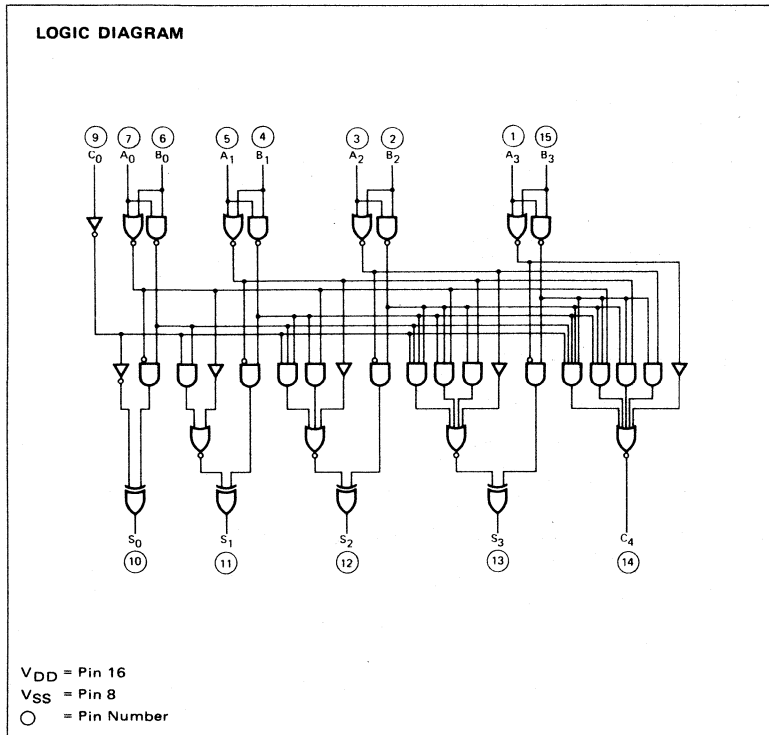 LOGIC DIAGRAM
9 7 6 5 4 3 2 1 15
C0 A0 B0 A1 B1 A2 B2 A3 B3
S0 S1 S2 S3 C4
10 11 12 13 14
VDD = Pin 16
VSS = Pin 8
○ = Pin Number